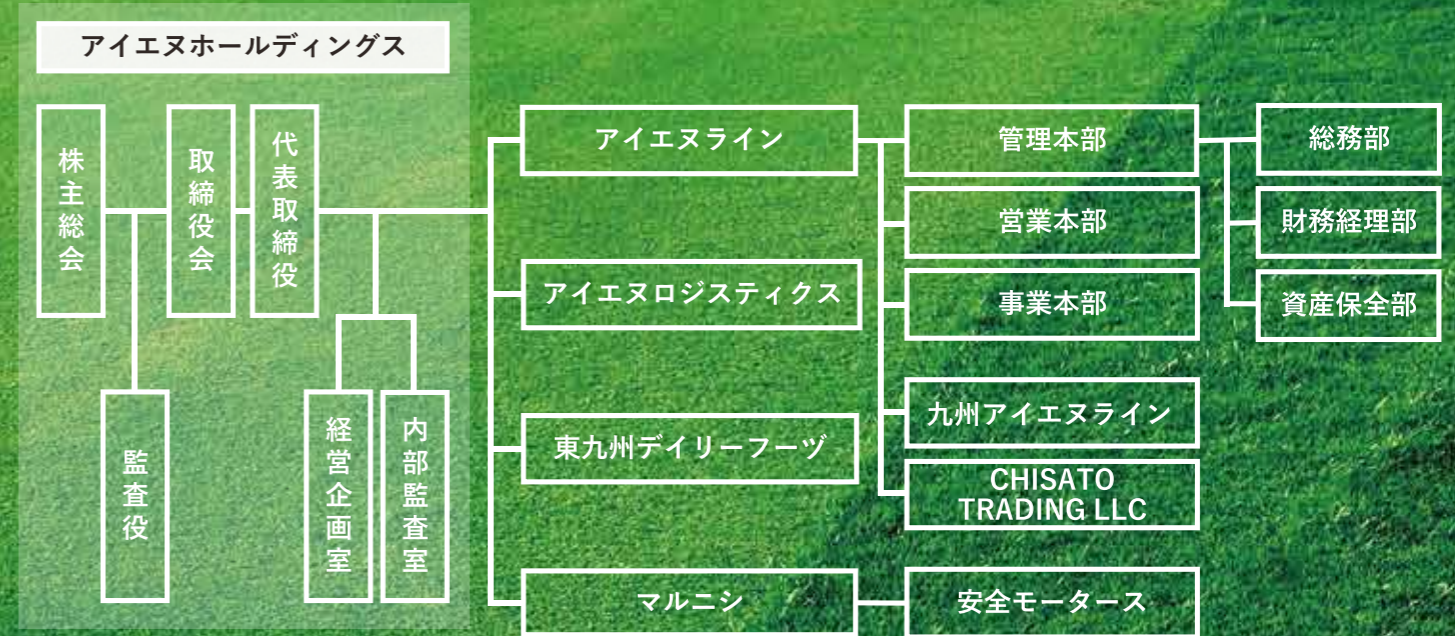 アイエヌホールディングス
株主総会
取締役会
代表取締役
監査役
経営企画室
内部監査室
アイエヌライン
アイエヌロジスティクス
東九州デイリーフーヅ
マルニシ
管理本部
営業本部
事業本部
九州アイエヌライン
CHISATO
TRADING LLC
安全モータース
総務部
財務経理部
資産保全部